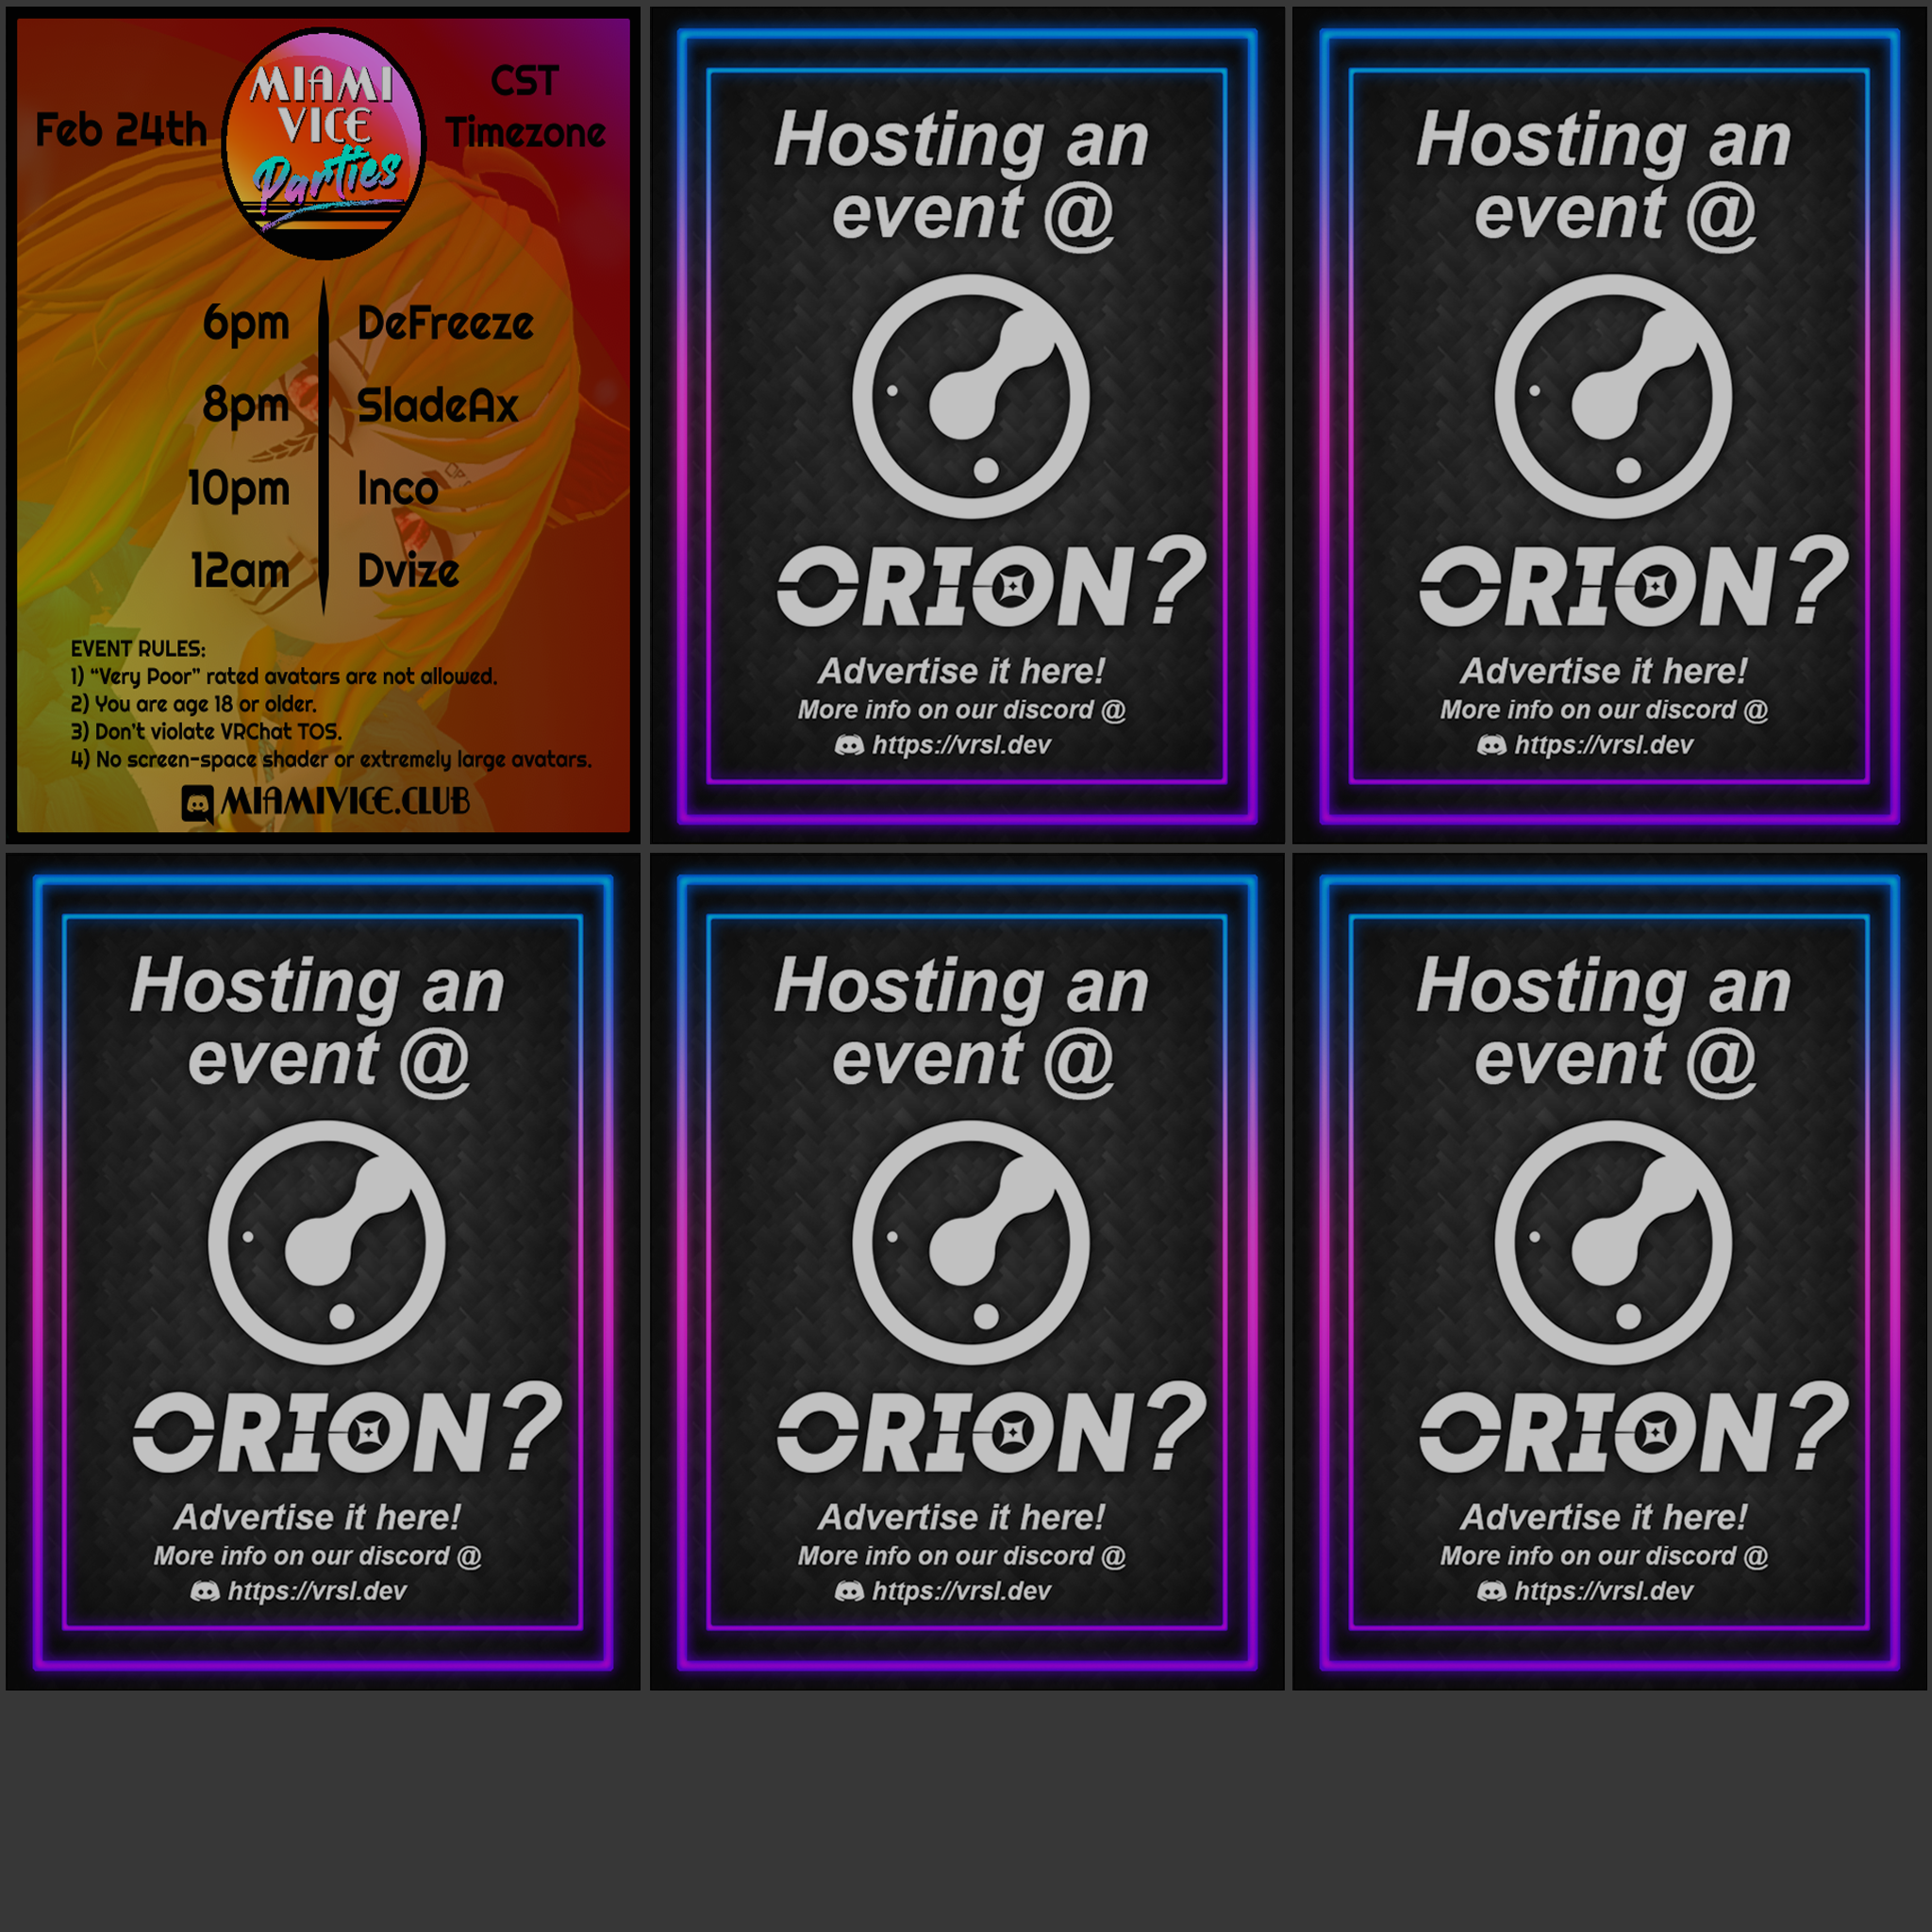 Feb 24th
MIAMI
VICE
Parties
CST
Timezone
6pm DeFreeze
8pm SladeAx
10pm Inco
12am Dvize
EVENT RULES:
1) “Very Poor” rated avatars are not allowed.
2) You are age 18 or older.
3) Don't violate VRChat TOS.
4) No screen-space shader or extremely large avatars.
MIAMIVICE.CLUB
Hosting an
event @
ORION?
Advertise it here!
More info on our discord @
https://vrsl.dev
Hosting an
event @
ORION?
Advertise it here!
More info on our discord @
https://vrsl.dev
Hosting an
event @
ORION?
Advertise it here!
More info on our discord @
https://vrsl.dev
Hosting an
event @
ORION?
Advertise it here!
More info on our discord @
https://vrsl.dev
Hosting an
event @
ORION?
Advertise it here!
More info on our discord @
https://vrsl.dev